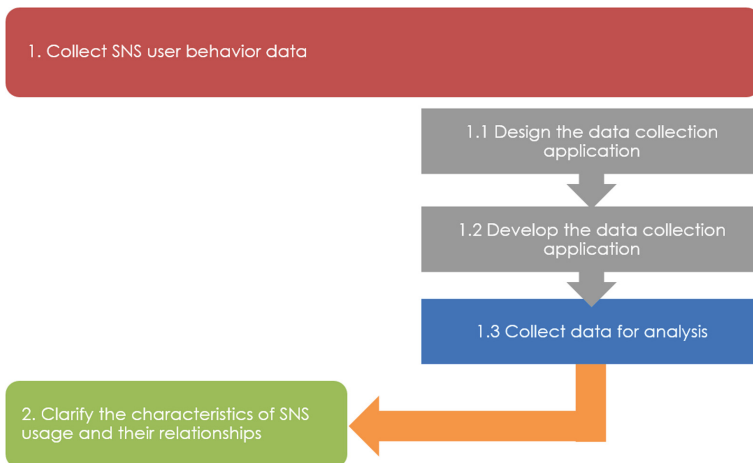 1. Collect SNS user behavior data
1.1 Design the data collection
application
1.2 Develop the data collection
application
1.3 Collect data for analysis
2. Clarify the characteristics of SNS
usage and their relationships